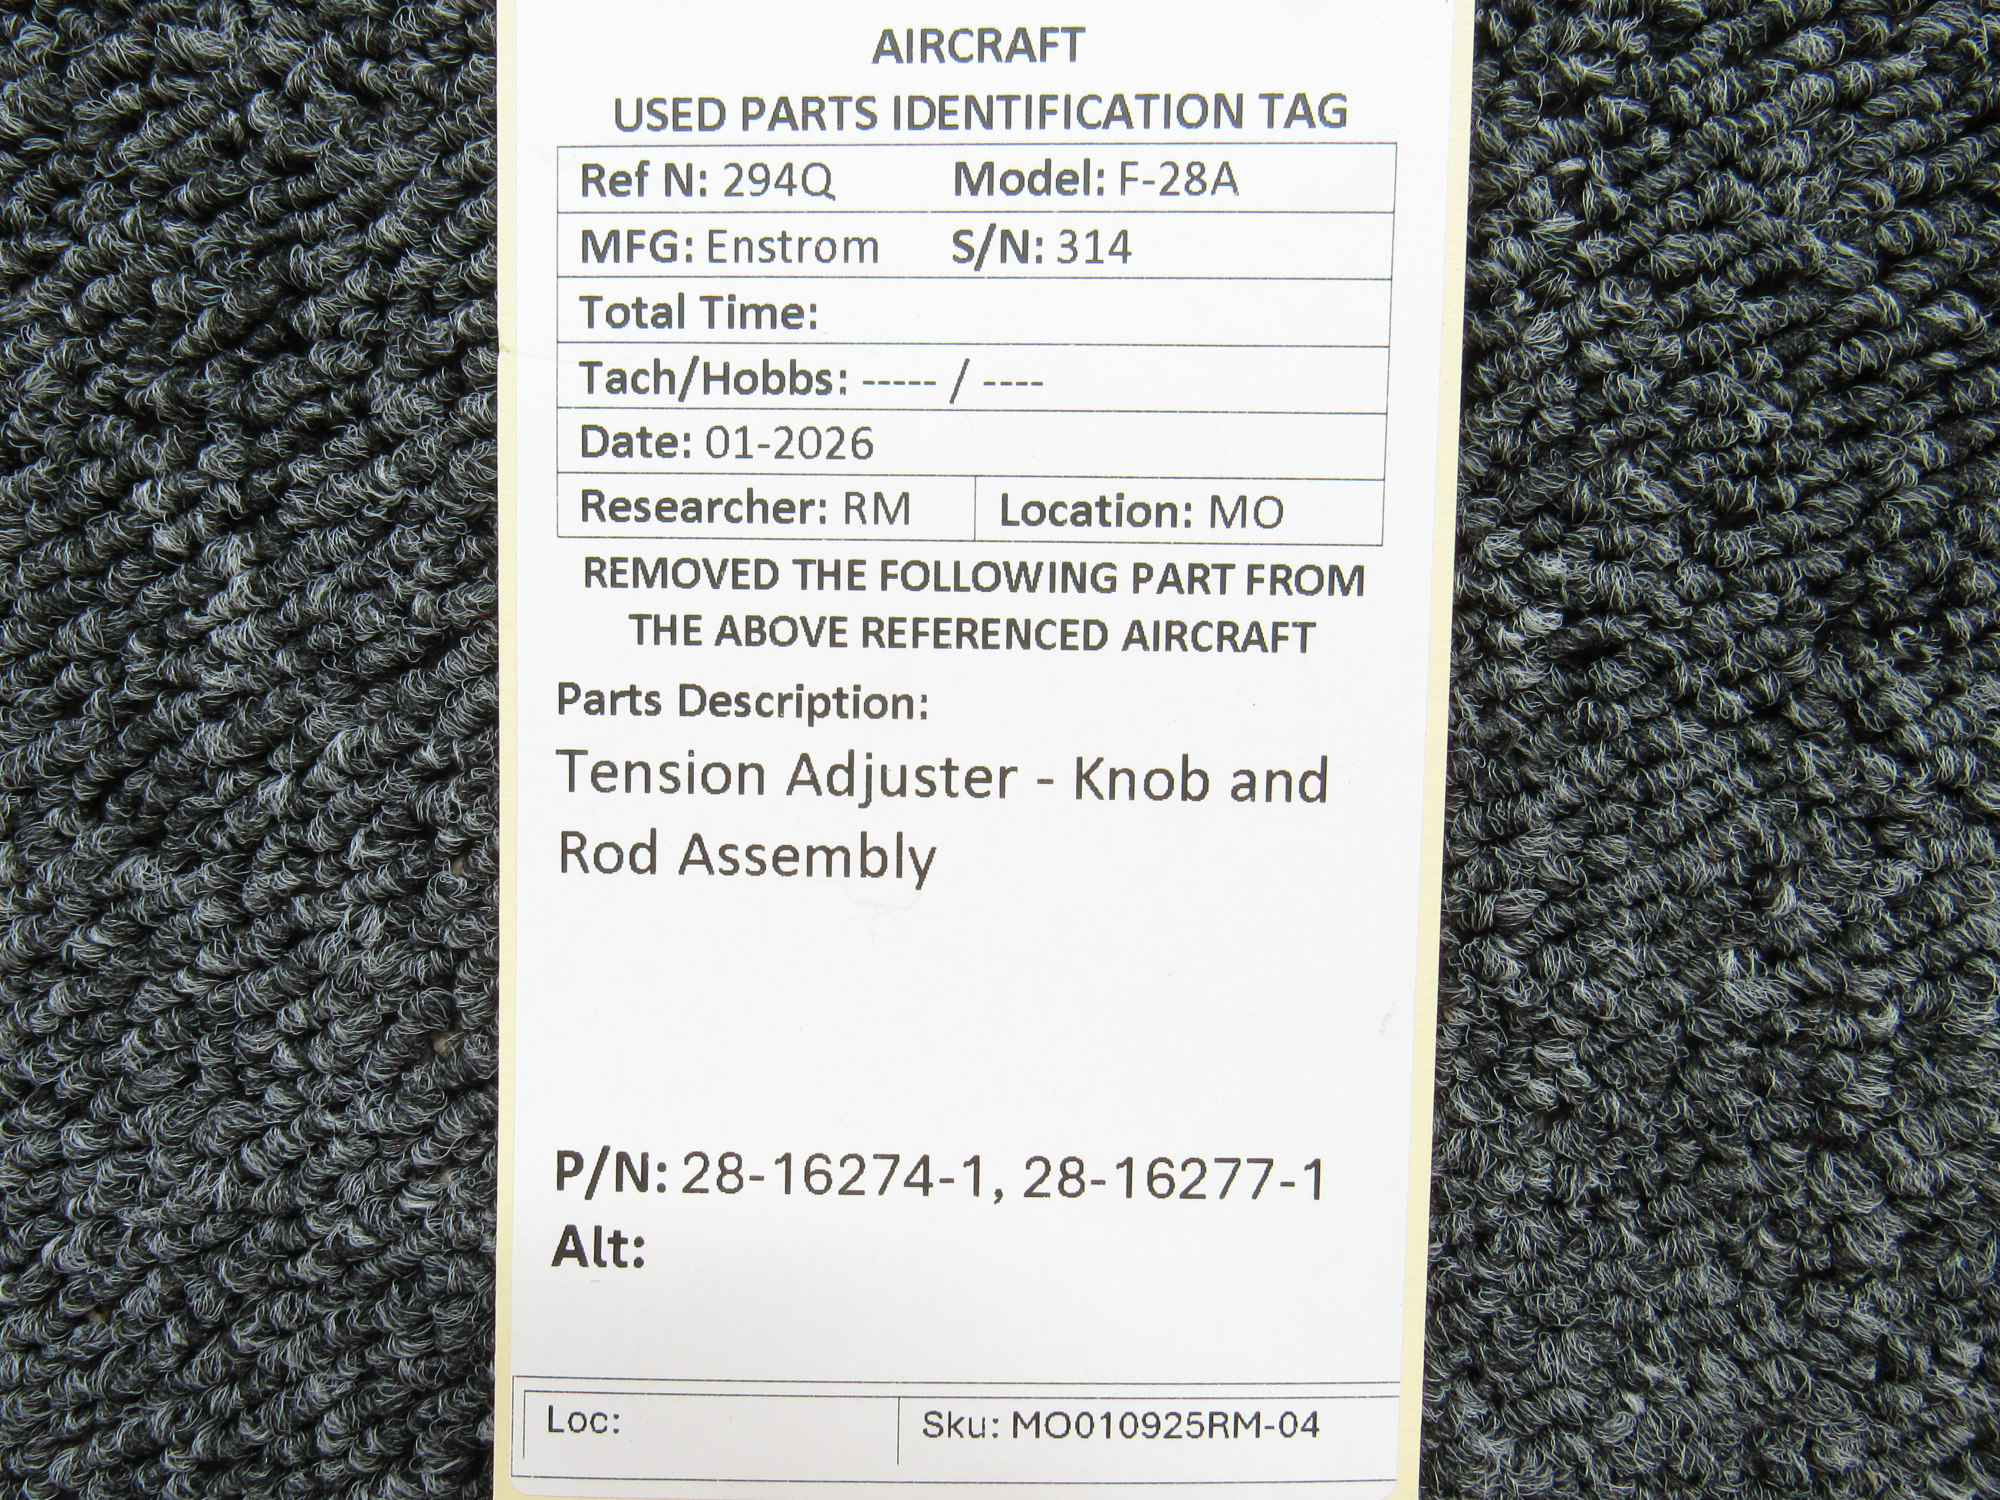 AIRCRAFT
USED PARTS IDENTIFICATION TAG
Ref N: 294Q Model: F-28A
MFG: Enstrom S/N: 314
Total Time:
Tach/Hobbs: ----- / ----
Date: 01-2026
Researcher: RM Location: MO
REMOVED THE FOLLOWING PART FROM
THE ABOVE REFERENCED AIRCRAFT
Parts Description:
Tension Adjuster - Knob and
Rod Assembly
P/N: 28-16274-1, 28-16277-1
Alt:
Loc: Sku: MO010925RM-04